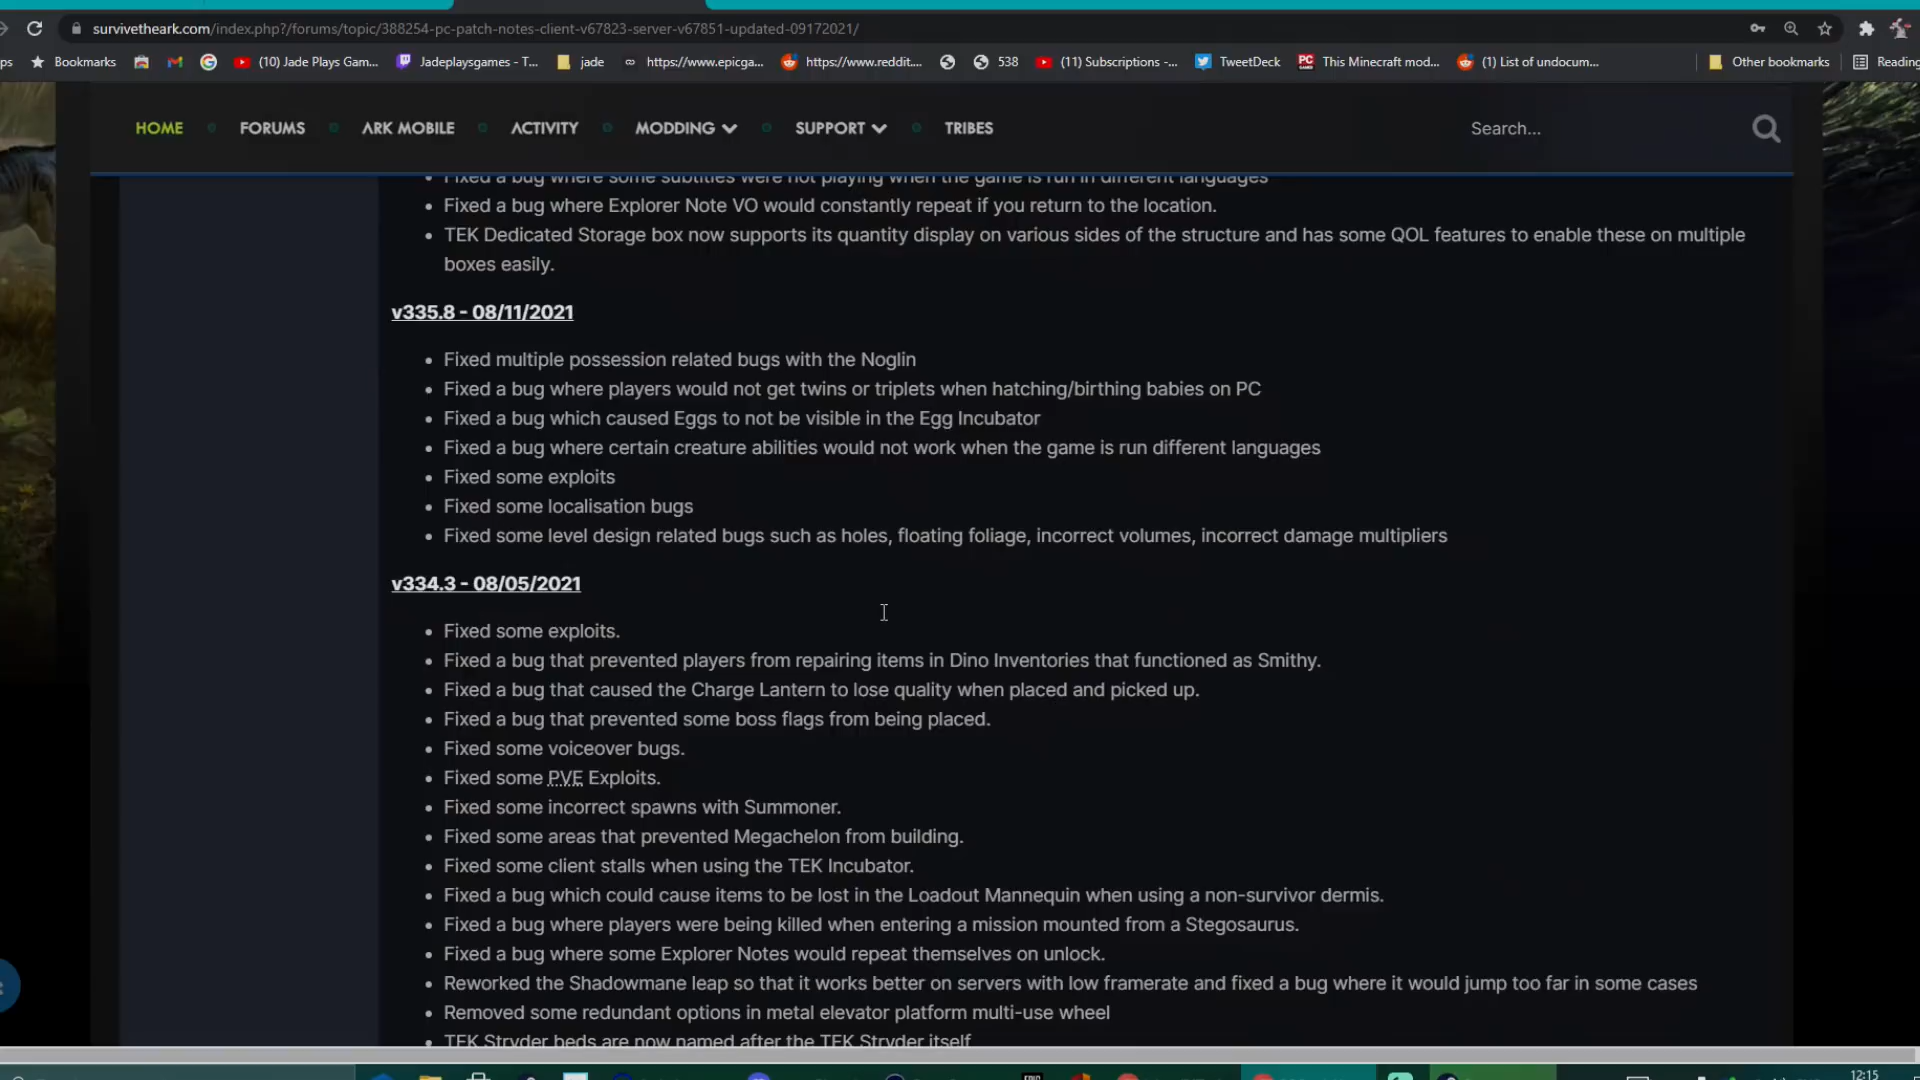 survivetheark.com/index.php?/forums/topic/388254-pc-patch-notes-client-v67823-server-v67851-updated-09172021/
ps Bookmarks (10) Jade Plays Gam... Jadeplaysgames - T... jade https://www.epicga... https://www.reddit.... 538 (11) Subscriptions -... TweetDeck PC This Minecraft mod... (1) List of undocum... Other bookmarks Reading
HOME FORUMS ARK MOBILE ACTIVITY MODDING SUPPORT TRIBES Search...
Fixed a bug where some subtitles were not playing when the game is run in different languages
Fixed a bug where Explorer Note VO would constantly repeat if you return to the location.
TEK Dedicated Storage box now supports its quantity display on various sides of the structure and has some QOL features to enable these on multiple
boxes easily.
v335.8 - 08/11/2021
Fixed multiple possession related bugs with the Noglin
Fixed a bug where players would not get twins or triplets when hatching/birthing babies on PC
Fixed a bug which caused Eggs to not be visible in the Egg Incubator
Fixed a bug where certain creature abilities would not work when the game is run different languages
Fixed some exploits
Fixed some localisation bugs
Fixed some level design related bugs such as holes, floating foliage, incorrect volumes, incorrect damage multipliers
v334.3 - 08/05/2021
Fixed some exploits.
Fixed a bug that prevented players from repairing items in Dino Inventories that functioned as Smithy.
Fixed a bug that caused the Charge Lantern to lose quality when placed and picked up.
Fixed a bug that prevented some boss flags from being placed.
Fixed some voiceover bugs.
Fixed some PVE Exploits.
Fixed some incorrect spawns with Summoner.
Fixed some areas that prevented Megachelon from building.
Fixed some client stalls when using the TEK Incubator.
Fixed a bug which could cause items to be lost in the Loadout Mannequin when using a non-survivor dermis.
Fixed a bug where players were being killed when entering a mission mounted from a Stegosaurus.
Fixed a bug where some Explorer Notes would repeat themselves on unlock.
Reworked the Shadowmane leap so that it works better on servers with low framerate and fixed a bug where it would jump too far in some cases
Removed some redundant options in metal elevator platform multi-use wheel
TEK Stryder beds are now named after the TEK Stryder itself
12:15